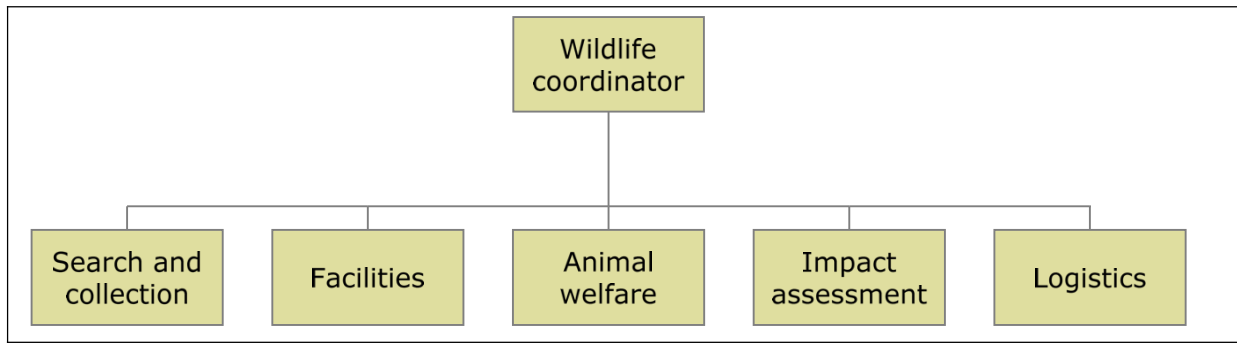 Wildlife
coordinator
Search and
collection
Facilities
Animal
welfare
Impact
assessment
Logistics